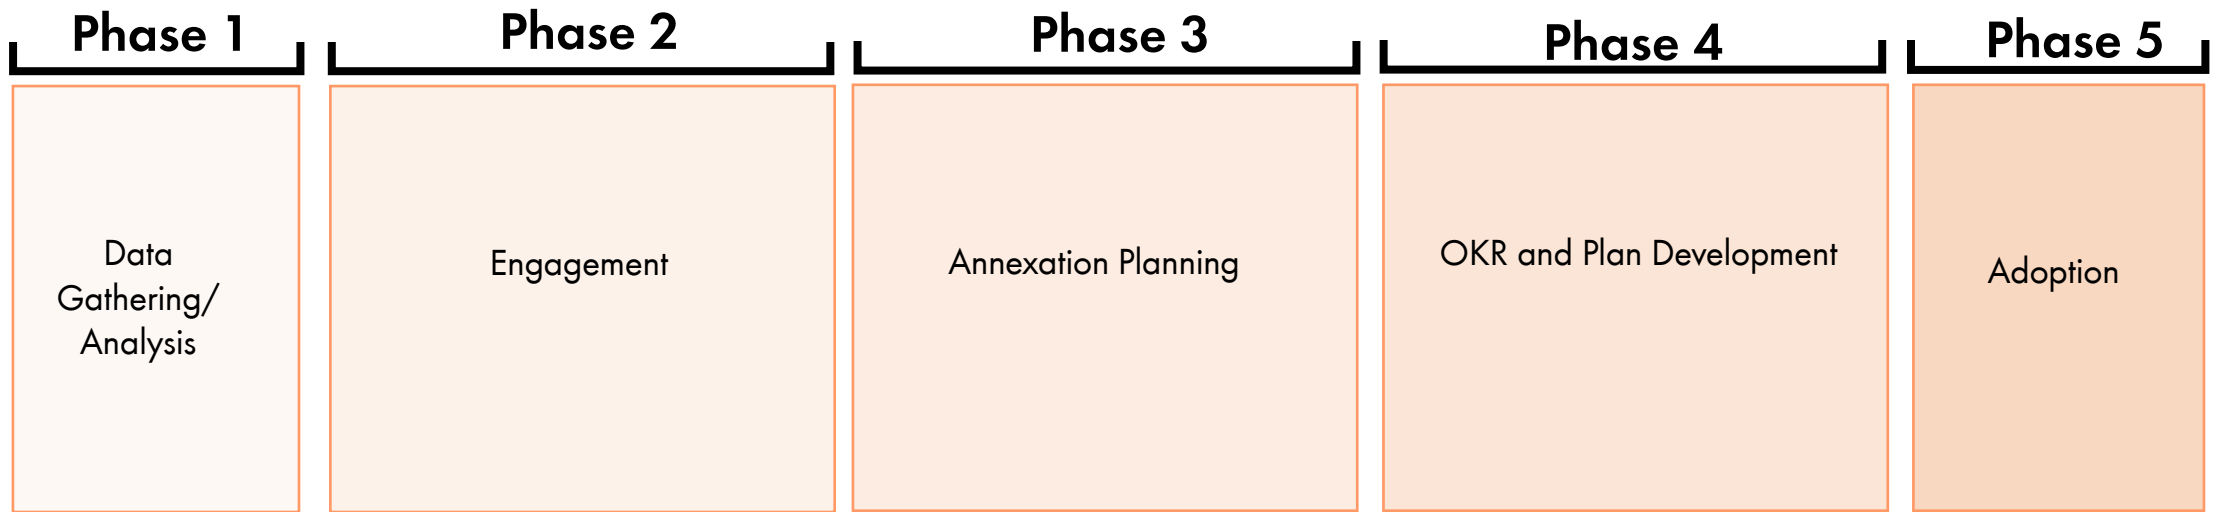 Phase 1
Phase 2
Phase 3
Phase 4
Phase 5
Data
Gathering/
Analysis
Engagement
Annexation Planning
OKR and Plan Development
Adoption